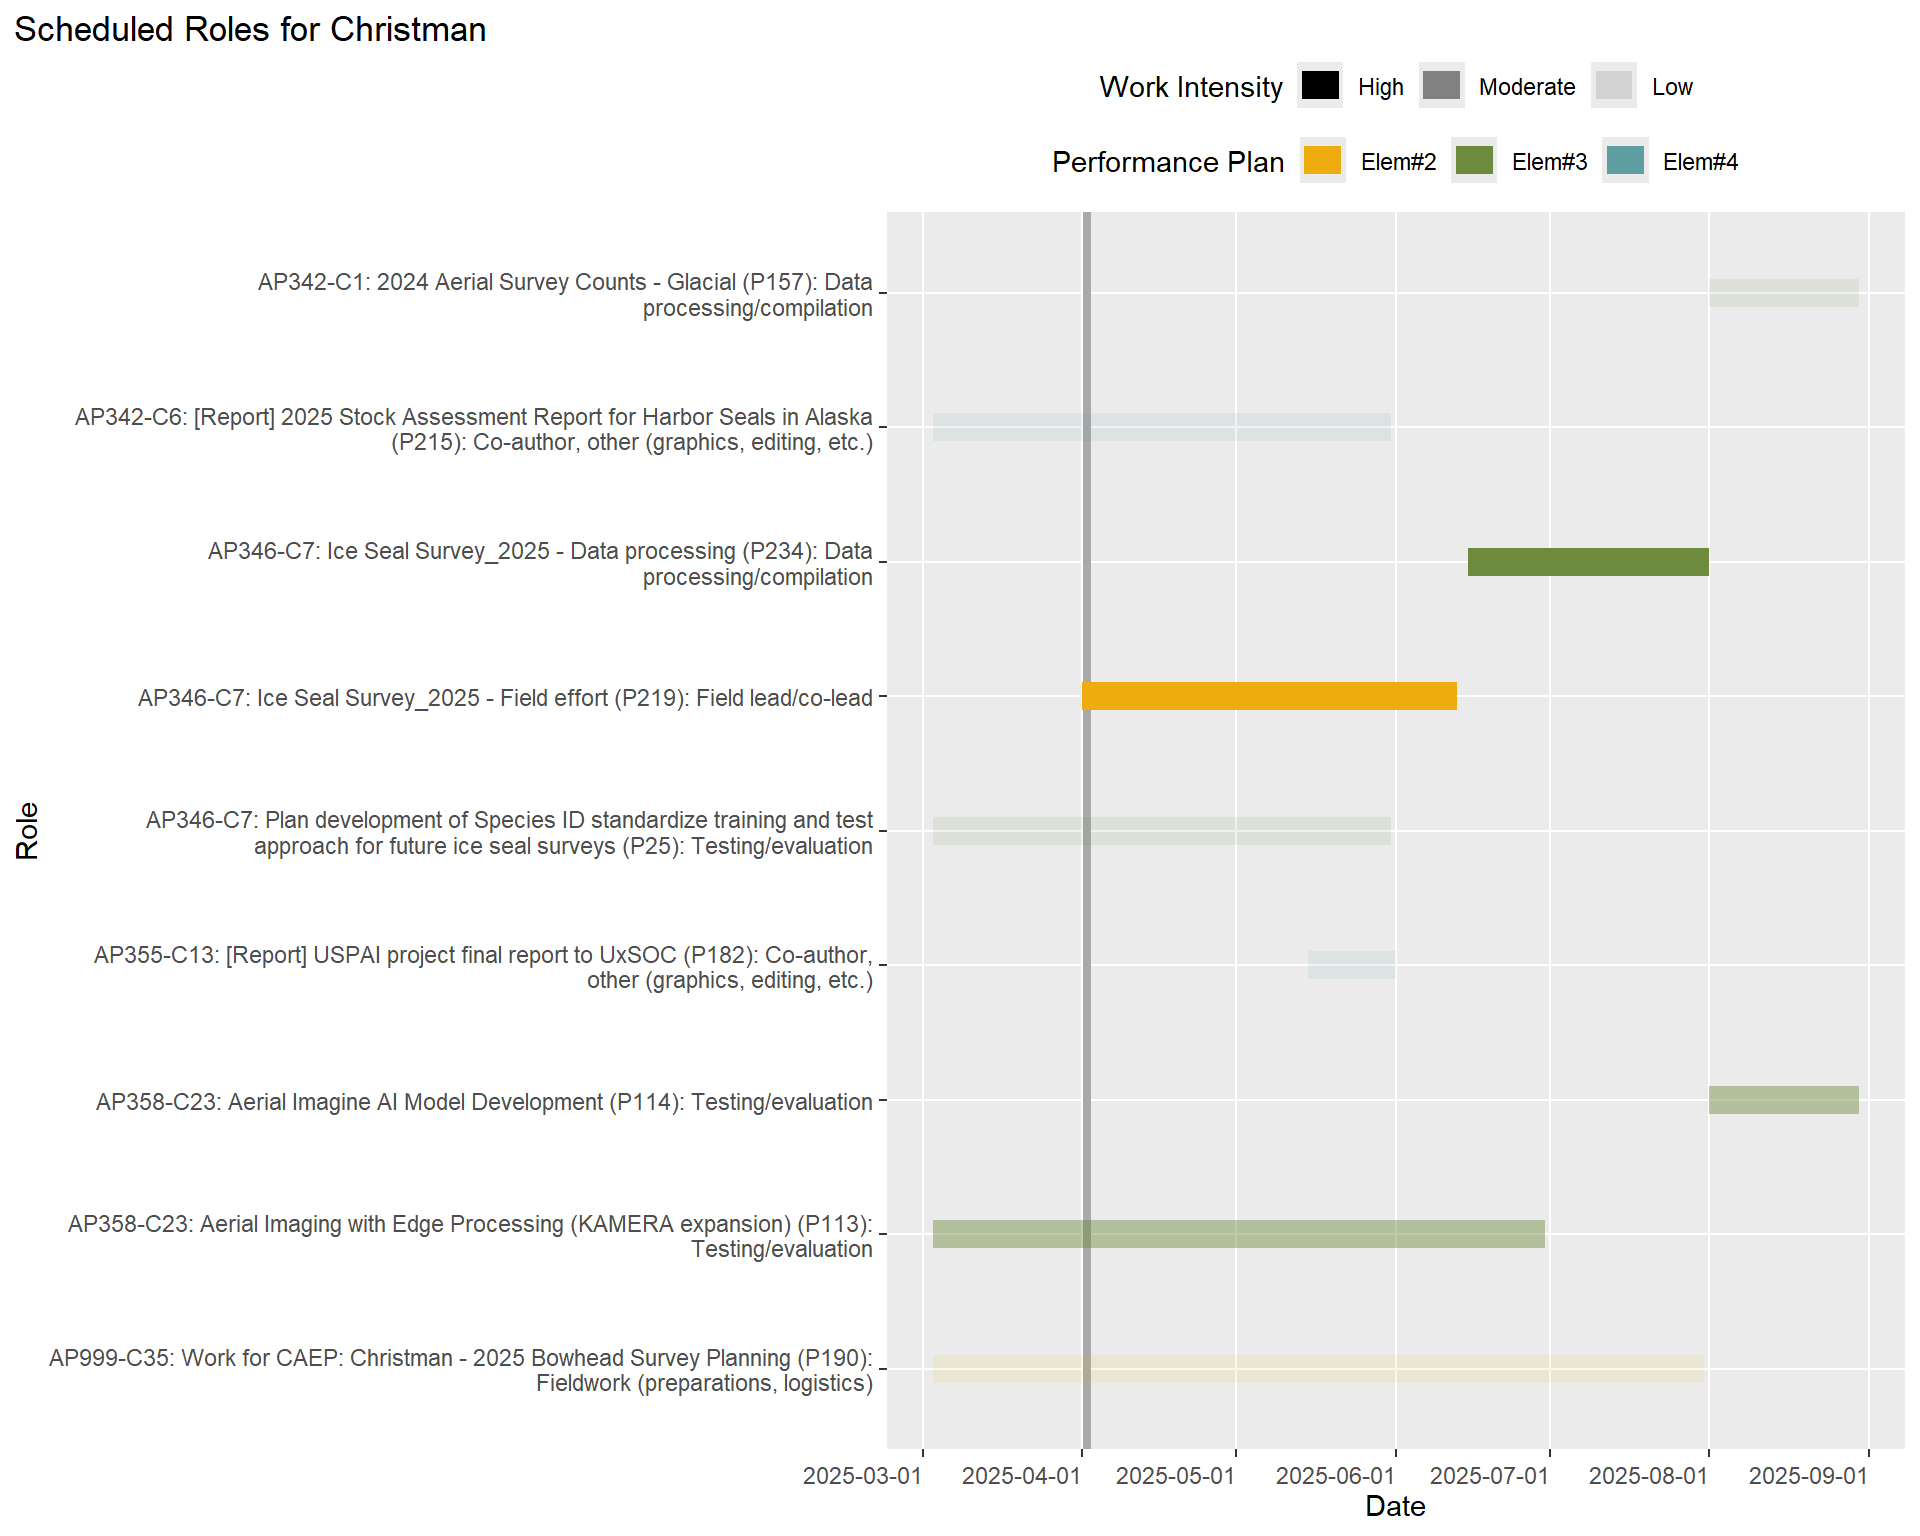 Scheduled Roles for Christman
Work Intensity High Moderate Low
Performance Plan Elem#2 Elem#3 Elem#4
AP342-C1: 2024 Aerial Survey Counts - Glacial (P157): Data
processing/compilation
AP342-C6: [Report] 2025 Stock Assessment Report for Harbor Seals in Alaska
(P215): Co-author, other (graphics, editing, etc.)
AP346-C7: Ice Seal Survey_2025 - Data processing (P234): Data
processing/compilation
AP346-C7: Ice Seal Survey_2025 - Field effort (P219): Field lead/co-lead
AP346-C7: Plan development of Species ID standardize training and test
approach for future ice seal surveys (P25): Testing/evaluation
AP355-C13: [Report] USPAI project final report to UxSOC (P182): Co-author,
other (graphics, editing, etc.)
AP358-C23: Aerial Imagine AI Model Development (P114): Testing/evaluation
AP358-C23: Aerial Imaging with Edge Processing (KAMERA expansion) (P113):
Testing/evaluation
AP999-C35: Work for CAEP: Christman - 2025 Bowhead Survey Planning (P190):
Fieldwork (preparations, logistics)
Role
2025-03-01 2025-04-01 2025-05-01 2025-06-01 2025-07-01 2025-08-01 2025-09-01
Date